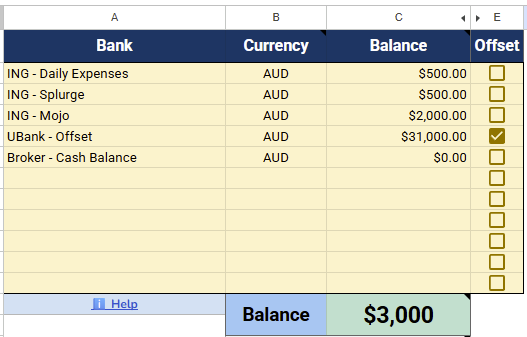 A B C E
Bank Currency Balance Offset
ING - Daily Expenses AUD $500.00
ING - Splurge AUD $500.00
ING - Mojo AUD $2,000.00
UBank - Offset AUD $31,000.00
Broker - Cash Balance AUD $0.00
ℹ Help
Balance $3,000